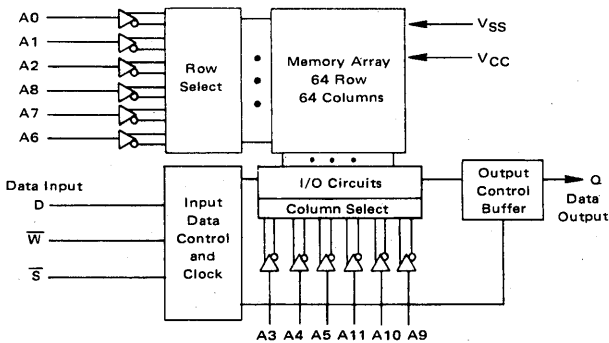 A0
A1
A2
A8
A7
A6
Row
Select
Memory Array
64 Row
64 Columns
VSS
VCC
Data Input
D
W
S
Input
Data
Control
and
Clock
I/O Circuits
Column Select
Output
Control
Buffer
Q
Data
Output
A3 A4 A5 A11 A10 A9